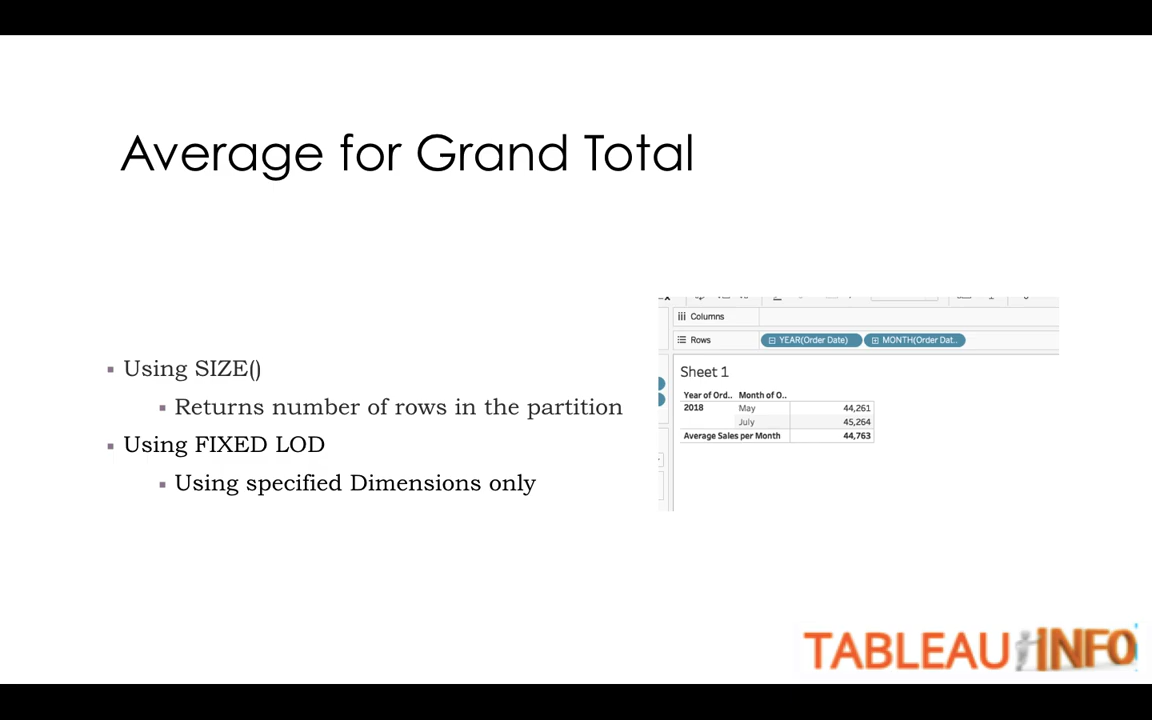 Average for Grand Total
Using SIZE()
Returns number of rows in the partition
Using FIXED LOD
Using specified Dimensions only
Columns
Rows YEAR(Order Date) MONTH(Order Dat..
Sheet 1
Year of Ord.. Month of O..
2018 May 44,261
July 45,264
Average Sales per Month 44,763
TABLEAU INFO